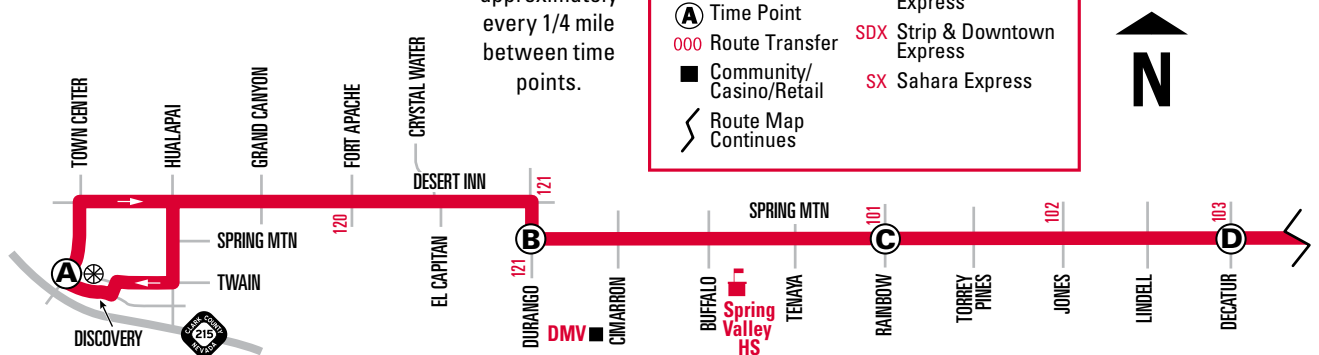 approximately
every 1/4 mile
between time
points.
A Time Point
000 Route Transfer
Community/
Casino/Retail
Route Map
Continues
Express
SDX Strip & Downtown
Express
SX Sahara Express
N
TOWN CENTER
HUALAPAI
GRAND CANYON
FORT APACHE
CRYSTAL WATER
DESERT INN
121
120
SPRING MTN
TWAIN
A
DISCOVERY
CLARK COUNTY
215
NEVADA
EL CAPITAN
B
121
DURANGO
DMV
CIMARRON
BUFFALO
Spring
Valley
HS
TENAYA
SPRING MTN
101
C
RAINBOW
TORREY
PINES
102
JONES
LINDELL
103
D
DECATUR